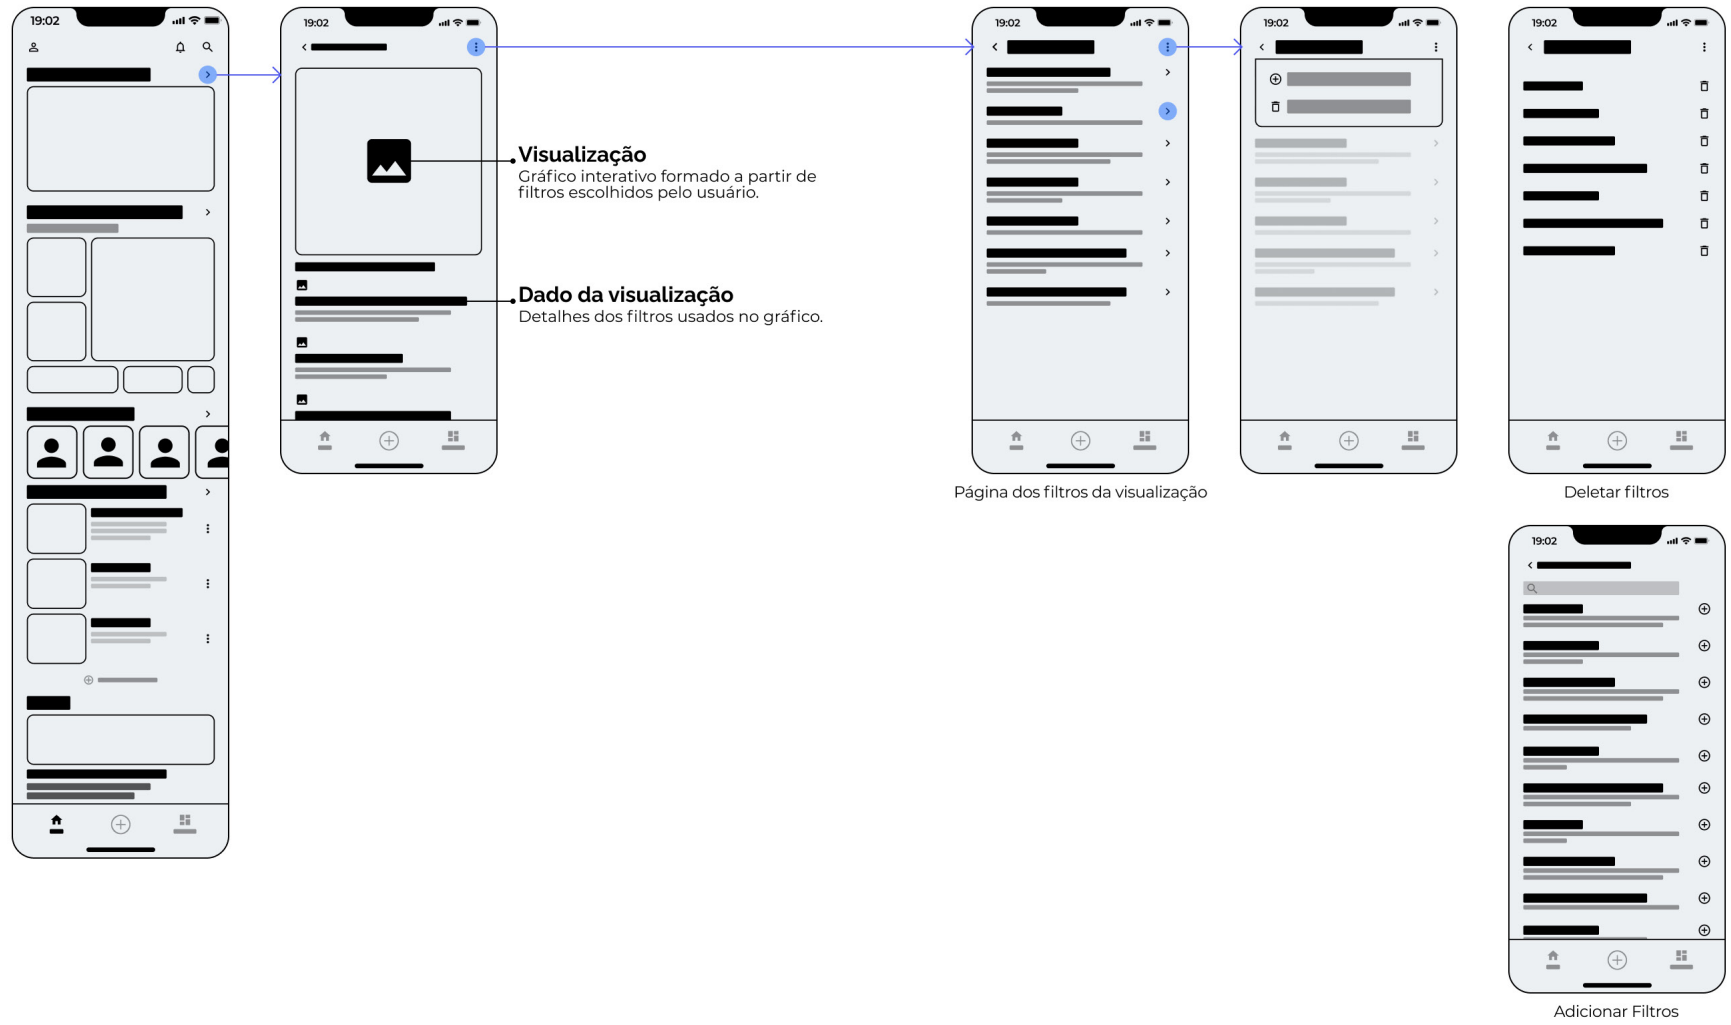 19:02
19:02
19:02
19:02
19:02
Visualização
Gráfico interativo formado a partir de
filtros escolhidos pelo usuário.
Dado da visualização
Detalhes dos filtros usados no gráfico.
Página dos filtros da visualização
Deletar filtros
19:02
Adicionar Filtros